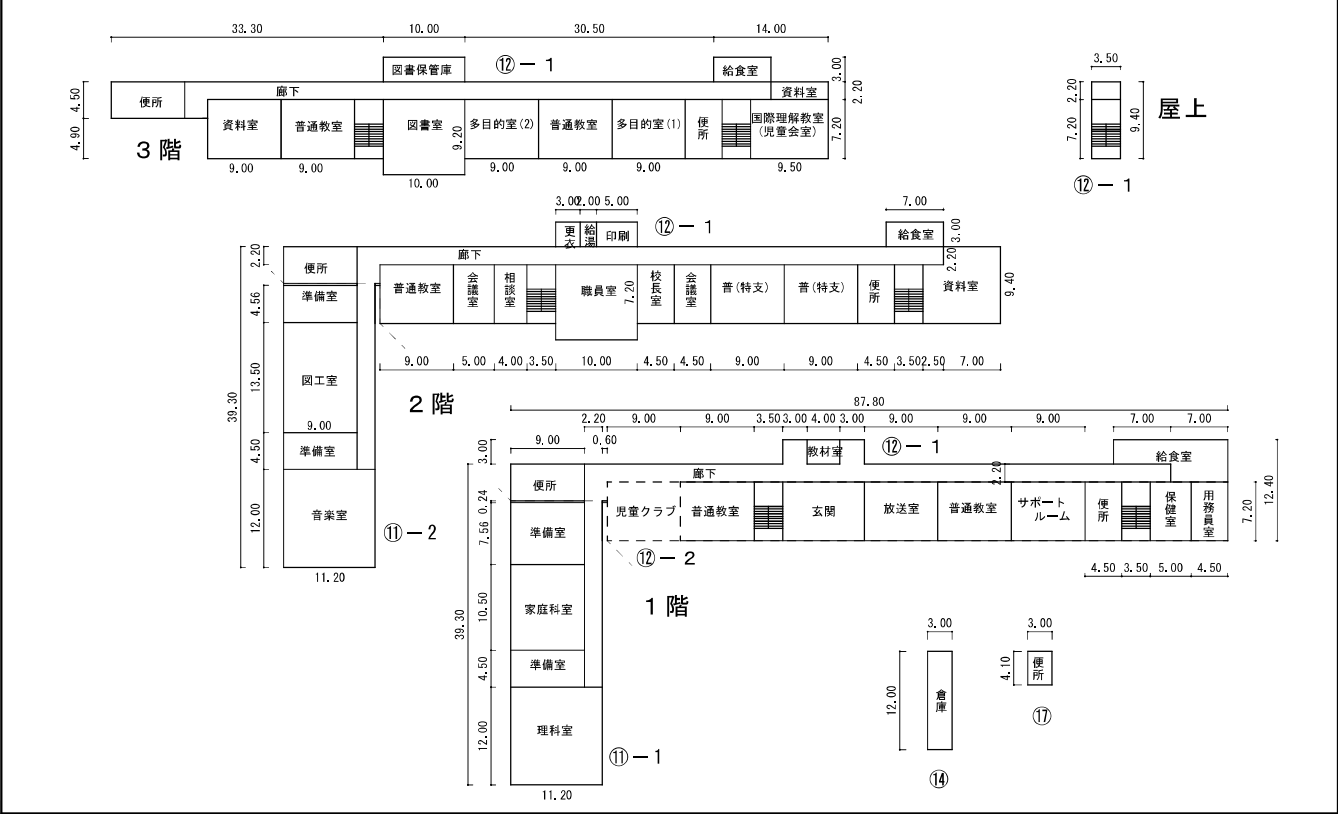 33.30
10.00
30.50
14.00
図書保管庫
⑫－1
給食室
3.00
2.20
4.50
4.90
便所
廊下
資料室
資料室
普通教室
図書室
9.20
多目的室(2)
普通教室
多目的室(1)
便所
国際理解教室
(児童会室)
7.20
3階
9.00
9.00
10.00
9.00
9.00
9.00
9.50
3.50
2.20
7.20
9.40
屋上
⑫－1
3.00
2.00
5.00
更衣
給湯
印刷
⑫－1
7.00
給食室
3.00
2.20
2.20
便所
廊下
準備室
4.56
普通教室
会議室
相談室
職員室
7.20
校長室
会議室
普(特支)
普(特支)
便所
資料室
9.40
9.00
5.00
4.00
3.50
10.00
4.50
4.50
9.00
9.00
4.50
3.50
2.50
7.00
39.30
13.50
図工室
9.00
4.50
準備室
12.00
音楽室
⑪－2
11.20
2階
87.80
2.20
9.00
9.00
3.50
3.00
4.00
3.00
9.00
9.00
9.00
7.00
7.00
9.00
0.60
3.00
教材室
⑫－1
給食室
便所
廊下
2.20
0.24
7.56
準備室
児童クラブ
普通教室
玄関
放送室
普通教室
サポート
ルーム
便所
保健室
用務員室
7.20
12.40
⑫－2
4.50
3.50
5.00
4.50
1階
39.30
10.50
家庭科室
4.50
準備室
12.00
理科室
⑪－1
11.20
3.00
12.00
倉庫
⑭
3.00
4.10
便所
⑰